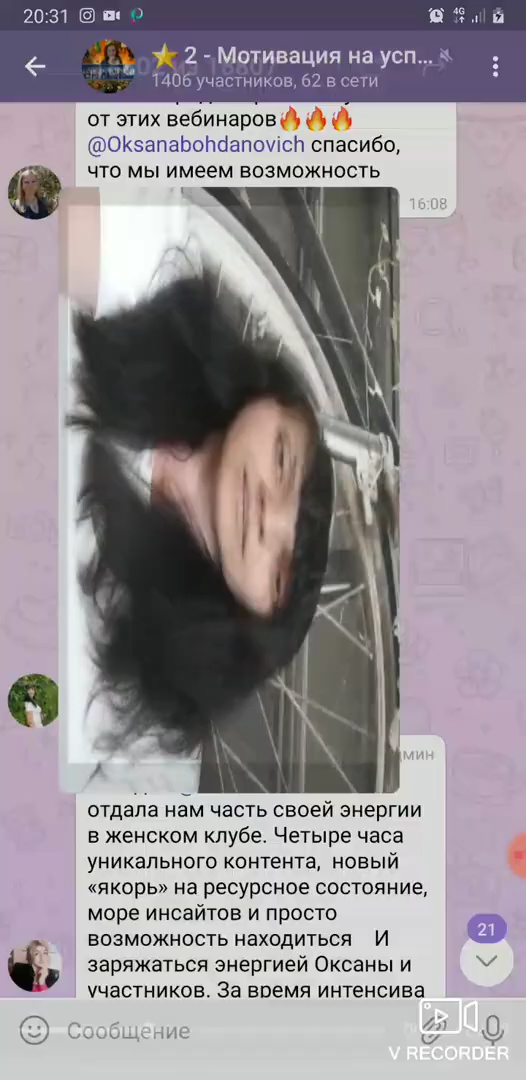 20:31
4G
2 - Мотивация на усп...
1406 участников, 62 в сети
от этих вебинаров
@Oksanabohdanovich спасибо,
что мы имеем возможность
16:08
отдала нам часть своей энергии
в женском клубе. Четыре часа
уникального контента, новый
«якорь» на ресурсное состояние,
море инсайтов и просто
возможность находиться И
заряжаться энергией Оксаны и
участников. За время интенсива
21
Сообщение
V RECORDER